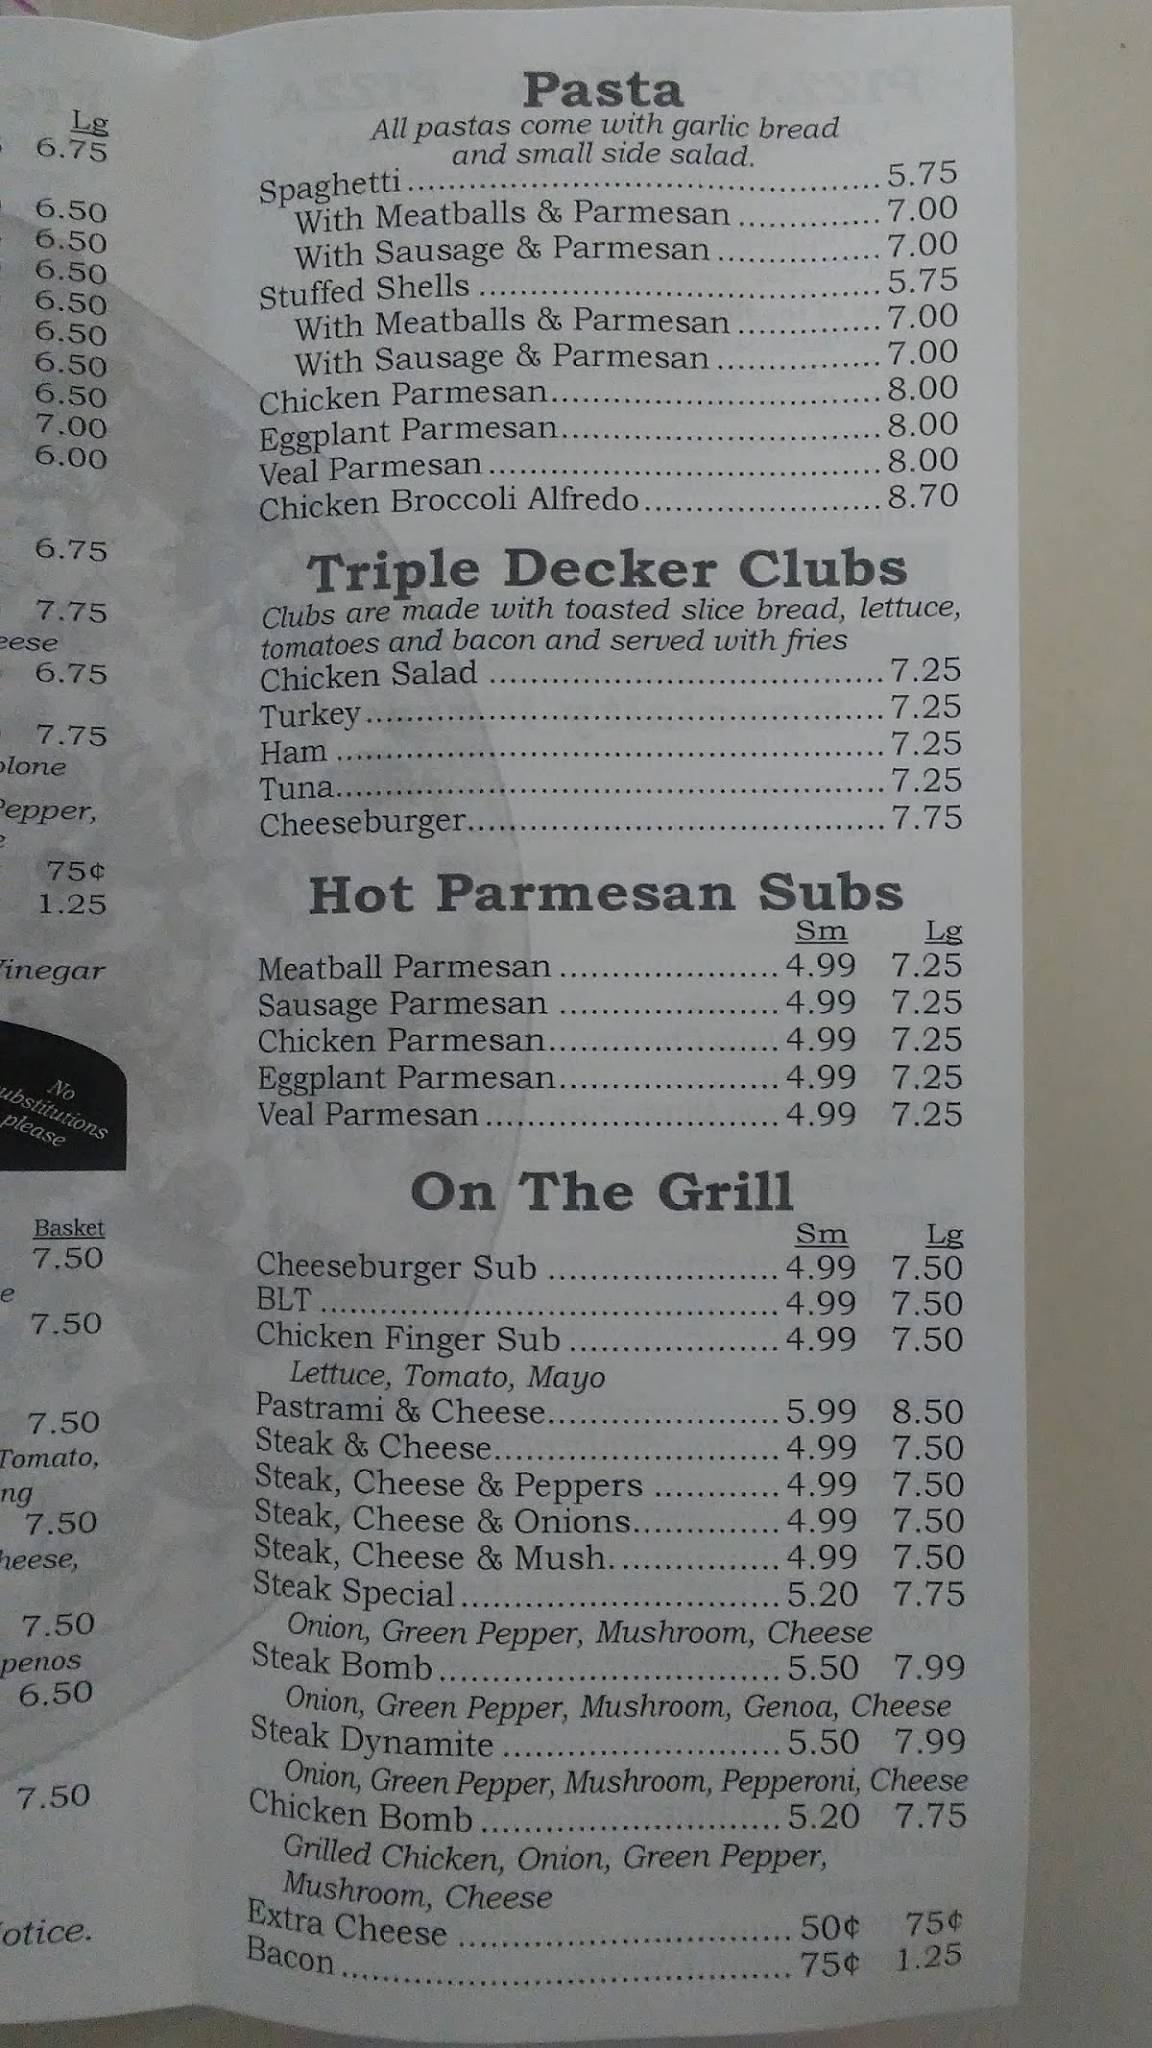 Lg
6.75
6.50
6.50
6.50
6.50
6.50
6.50
6.50
7.00
6.00
6.75
7.75
6.75
7.75
Pepper,
75¢
1.25
Vinegar
No
please
Basket
7.50
7.50
7.50
Tomato,
7.50
7.50
6.50
7.50
Pasta
All pastas come with garlic bread
and small side salad.
Spaghetti 5.75
With Meatballs & Parmesan 7.00
With Sausage & Parmesan 7.00
Stuffed Shells 5.75
With Meatballs & Parmesan 7.00
With Sausage & Parmesan 7.00
Chicken Parmesan 8.00
Eggplant Parmesan 8.00
Veal Parmesan 8.00
Chicken Broccoli Alfredo 8.70
Triple Decker Clubs
Clubs are made with toasted slice bread, lettuce,
tomatoes and bacon and served with fries
Chicken Salad 7.25
Turkey 7.25
Ham 7.25
Tuna 7.25
Cheeseburger 7.75
Hot Parmesan Subs
Sm Lg
Meatball Parmesan 4.99 7.25
Sausage Parmesan 4.99 7.25
Chicken Parmesan 4.99 7.25
Eggplant Parmesan 4.99 7.25
Veal Parmesan 4.99 7.25
On The Grill
Sm Lg
Cheeseburger Sub 4.99 7.50
BLT 4.99 7.50
Chicken Finger Sub 4.99 7.50
Lettuce, Tomato, Mayo
Pastrami & Cheese 5.99 8.50
Steak & Cheese 4.99 7.50
Steak, Cheese & Peppers 4.99 7.50
Steak, Cheese & Onions 4.99 7.50
Steak, Cheese & Mush. 4.99 7.50
Steak Special 5.20 7.75
Onion, Green Pepper, Mushroom, Cheese
Steak Bomb 5.50 7.99
Onion, Green Pepper, Mushroom, Genoa, Cheese
Steak Dynamite 5.50 7.99
Onion, Green Pepper, Mushroom, Pepperoni, Cheese
Chicken Bomb 5.20 7.75
Grilled Chicken, Onion, Green Pepper,
Mushroom, Cheese
Extra Cheese 50¢ 75¢
Bacon 75¢ 1.25